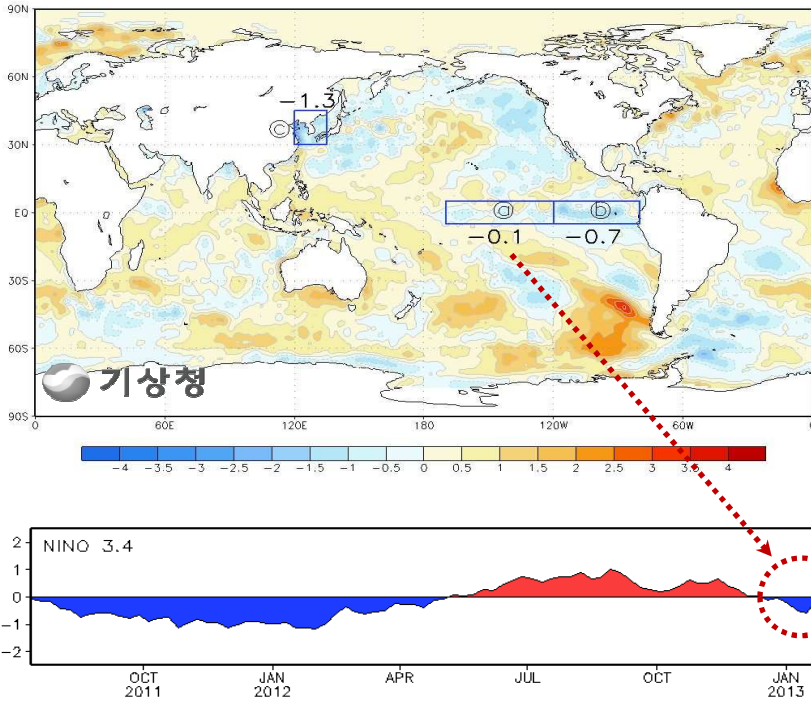 90N
60N
−1.3
ⓒ
30N
EQ
ⓐ
ⓑ.
−0.1
−0.7
30S
60S
기상청
90S
0 60E 120E 180 120W 60W
−4 −3.5 −3 −2.5 −2 −1.5 −1 −0.5 0 0.5 1 1.5 2 2.5 3 3.5 4
2
NINO 3.4
1
0
−1
−2
OCT JAN APR JUL OCT JAN
2011 2012 2013